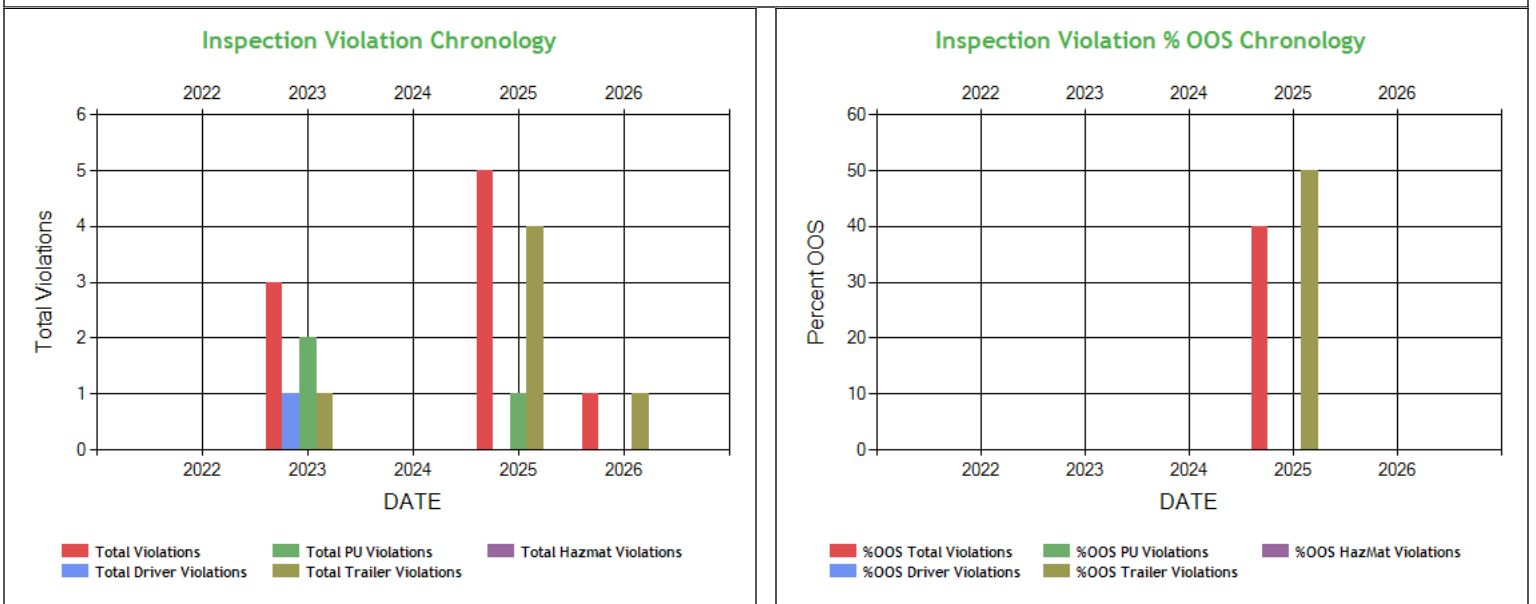 Inspection Violation Chronology
2022 2023 2024 2025 2026
6
5
4
3
2
1
0
Total Violations
2022 2023 2024 2025 2026
DATE
Total Violations Total PU Violations Total Hazmat Violations
Total Driver Violations Total Trailer Violations
Inspection Violation % OOS Chronology
2022 2023 2024 2025 2026
60
50
40
30
20
10
0
Percent OOS
2022 2023 2024 2025 2026
DATE
%OOS Total Violations %OOS PU Violations %OOS HazMat Violations
%OOS Driver Violations %OOS Trailer Violations